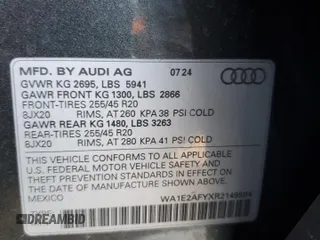 MFD. BY AUDI AG 07 24
GVWR KG 2695, LBS 5941
GAWR FRONT KG 1300, LBS 2866
FRONT-TIRES 255/45 R20
8JX20 RIMS, AT 260 KPA 38 PSI COLD
GAWR REAR KG 1480, LBS 3263
REAR-TIRES 255/45 R20
8JX20 RIMS, AT 280 KPA 41 PSI COLD
THIS VEHICLE CONFORMS TO ALL APPLICABLE
U.S. FEDERAL MOTOR VEHICLE SAFETY AND
THEFT PREVENTION STANDARDS IN EFFECT ON
THE DATE OF MANUFACTURE SHOWN ABOVE
MEXICO
DREAMBID